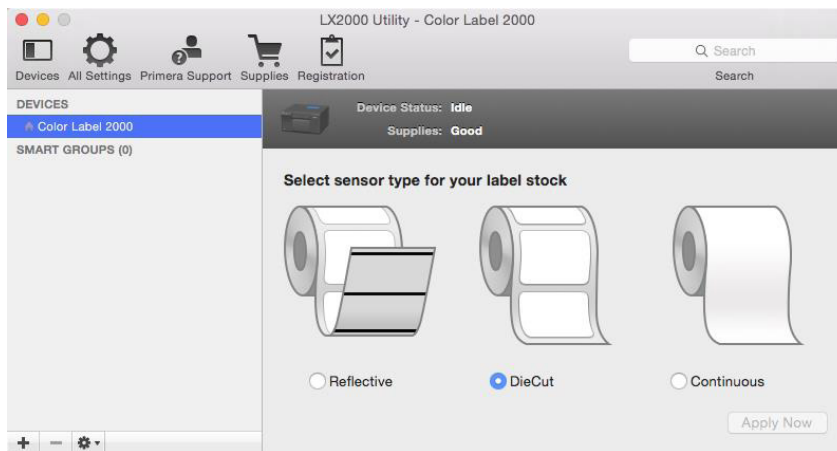 LX2000 Utility - Color Label 2000
Search
Devices All Settings Primera Support Supplies Registration
Search
DEVICES
Color Label 2000
SMART GROUPS (0)
Device Status: Idle
Supplies: Good
Select sensor type for your label stock
Reflective
DieCut
Continuous
Apply Now